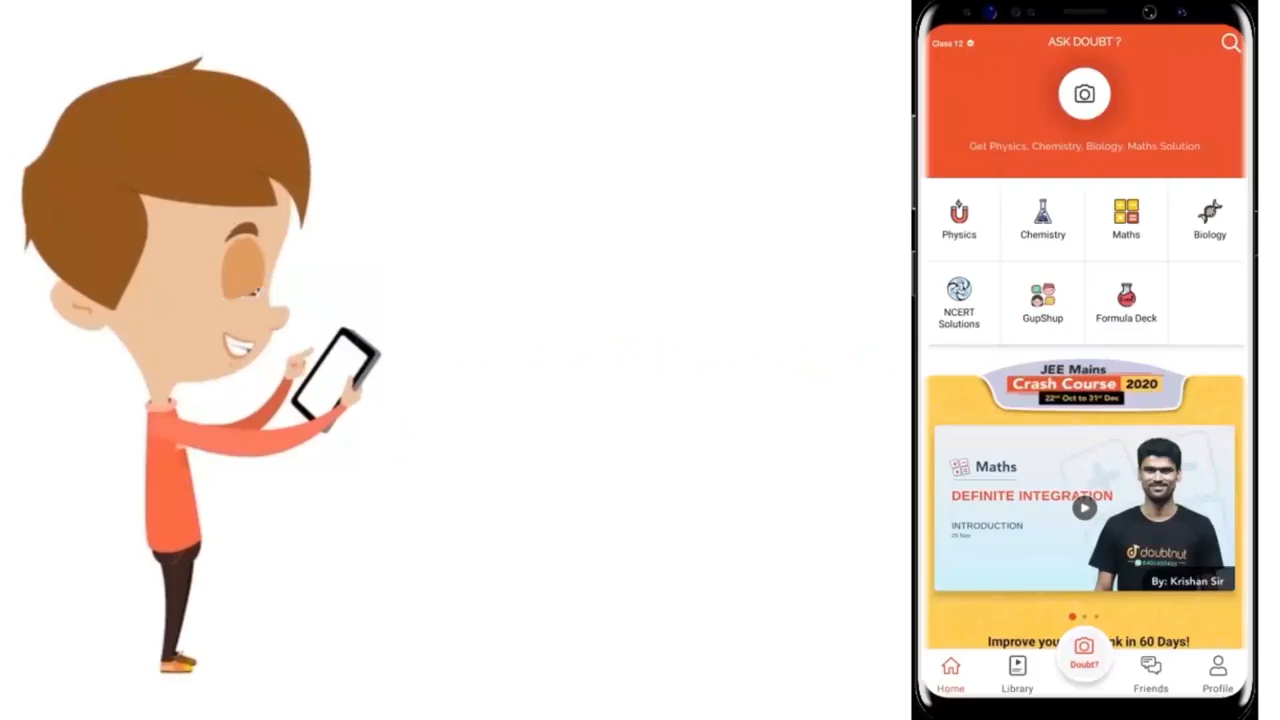 Class 12
ASK DOUBT ?
Get Physics, Chemistry, Biology, Maths Solution
Physics
Chemistry
Maths
Biology
NCERT
Solutions
GupShup
Formula Deck
JEE Mains
Crash Course 2020
22nd Oct to 31st Dec
Maths
DEFINITE INTEGRATION
INTRODUCTION
doubtnut
By: Krishan Sir
Improve you nk in 60 Days!
Doubt?
Home
Library
Friends
Profile